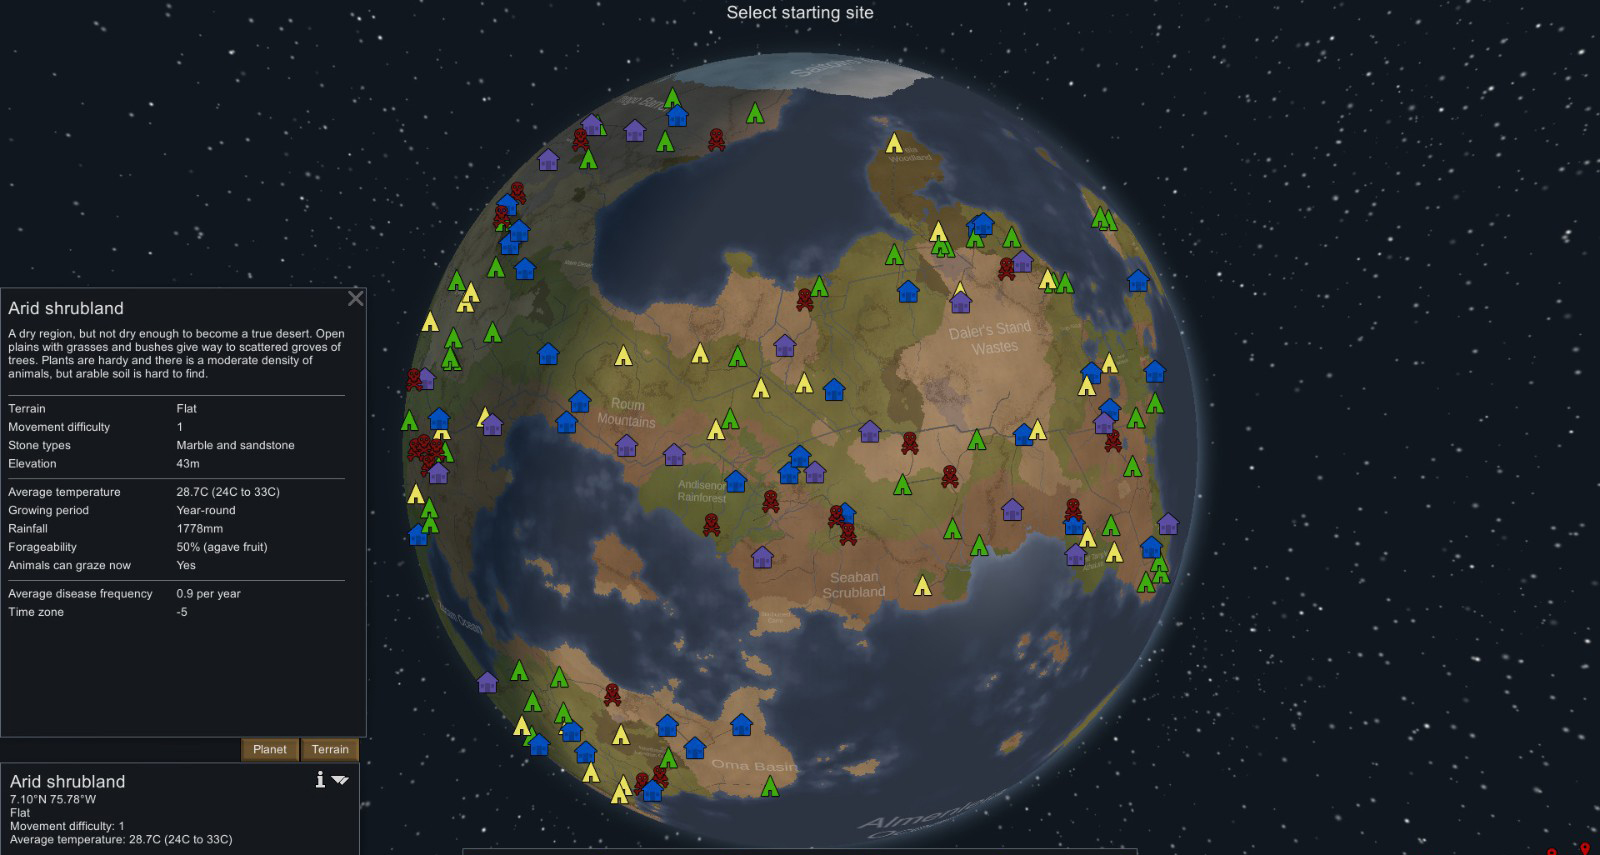 Select starting site
Arid shrubland
A dry region, but not dry enough to become a true desert. Open
plains with grasses and bushes give way to scattered groves of
trees. Plants are hardy and there is a moderate density of
animals, but arable soil is hard to find.
Terrain Flat
Movement difficulty 1
Stone types Marble and sandstone
Elevation 43m
Average temperature 28.7C (24C to 33C)
Growing period Year-round
Rainfall 1778mm
Forageability 50% (agave fruit)
Animals can graze now Yes
Average disease frequency 0.9 per year
Time zone -5
Planet Terrain
Arid shrubland
7.10°N 75.78°W
Flat
Movement difficulty: 1
Average temperature: 28.7C (24C to 33C)
Woodland
Daler's Stand
Wastes
Roum
Mountains
Andisenor
Rainforest
Seaban
Scrubland
Oma Basin